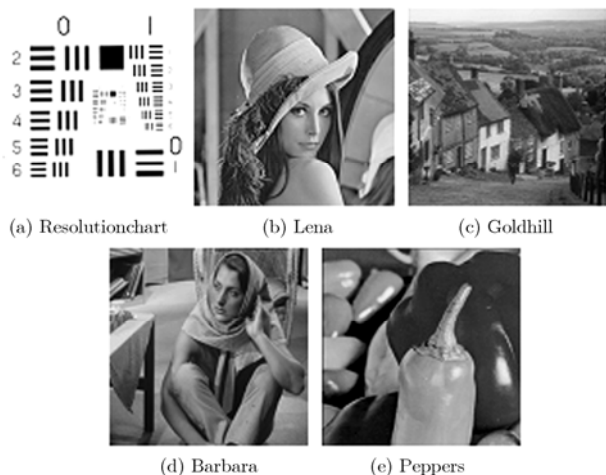 0 1
2
3
4
5
6
0
1
(a) Resolutionchart
(b) Lena
(c) Goldhill
(d) Barbara
(e) Peppers